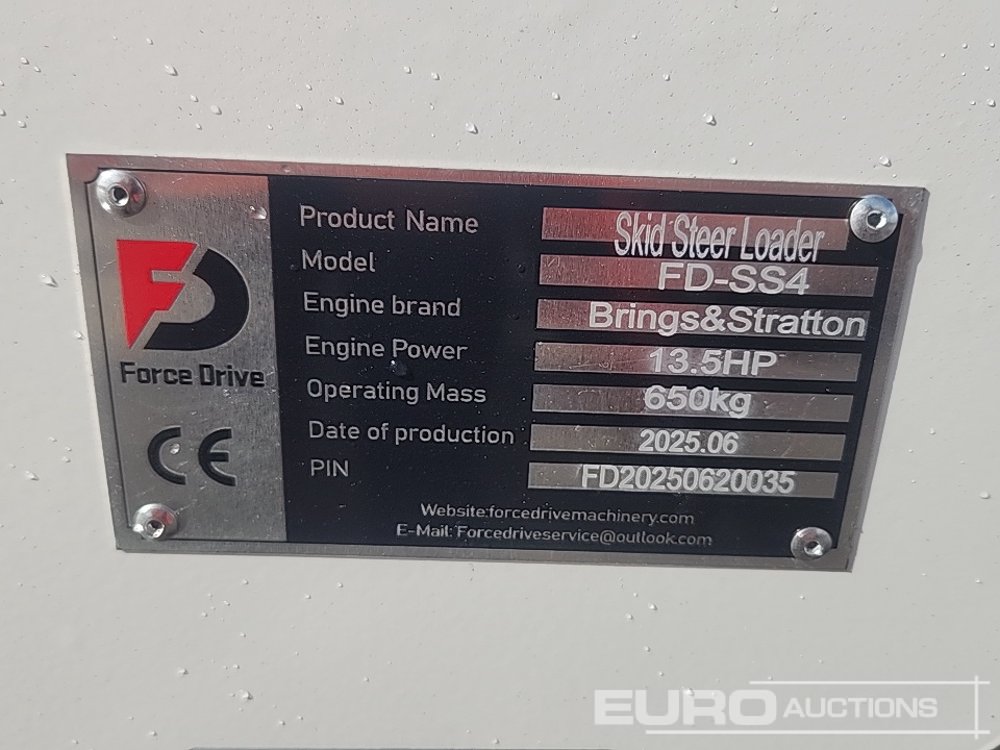 Product Name Skid Steer Loader
Model FD-SS4
Engine brand Brings&Stratton
Engine Power 13.5HP
Operating Mass 650kg
Date of production 2025.06
PIN FD20250620035
Force Drive
CE
Website:forcedrivemachinery.com
E-Mail: Forcedriveservice@outlook.com
EURO AUCTIONS